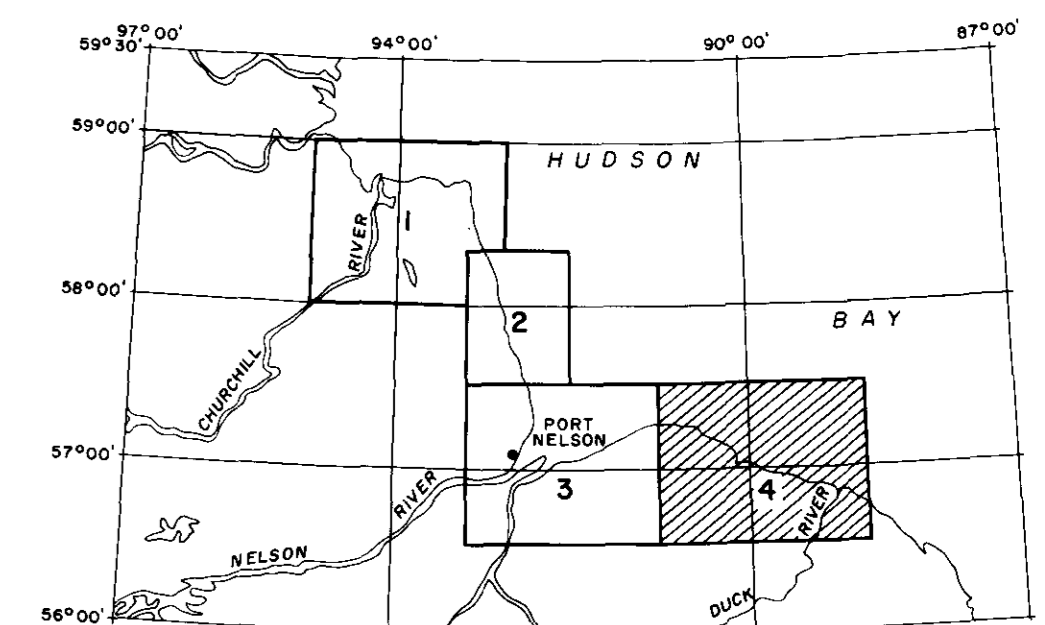 97°00'
94°00'
90°00'
87°00'
59°30'
59°00'
HUDSON
RIVER
1
58°00'
2
BAY
CHURCHILL
PORT
NELSON
57°00'
RIVER
3
4
RIVER
NELSON
DUCK
56°00'